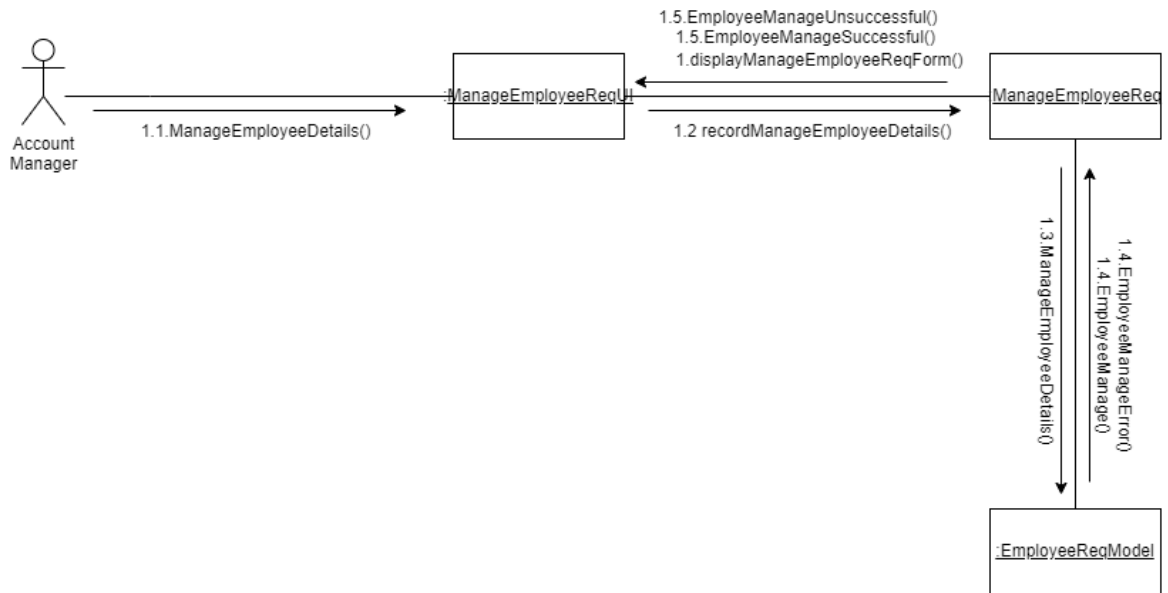 1.5.EmployeeManageUnsuccessful()
1.5.EmployeeManageSuccessful()
1.displayManageEmployeeReqForm()
:ManageEmployeeReqUI
ManageEmployeeReq
1.1.ManageEmployeeDetails()
1.2 recordManageEmployeeDetails()
Account
Manager
1.3.ManageEmployeeDetails()
1.4.EmployeeManageError()
1.4.EmployeeManage()
:EmployeeReqModel